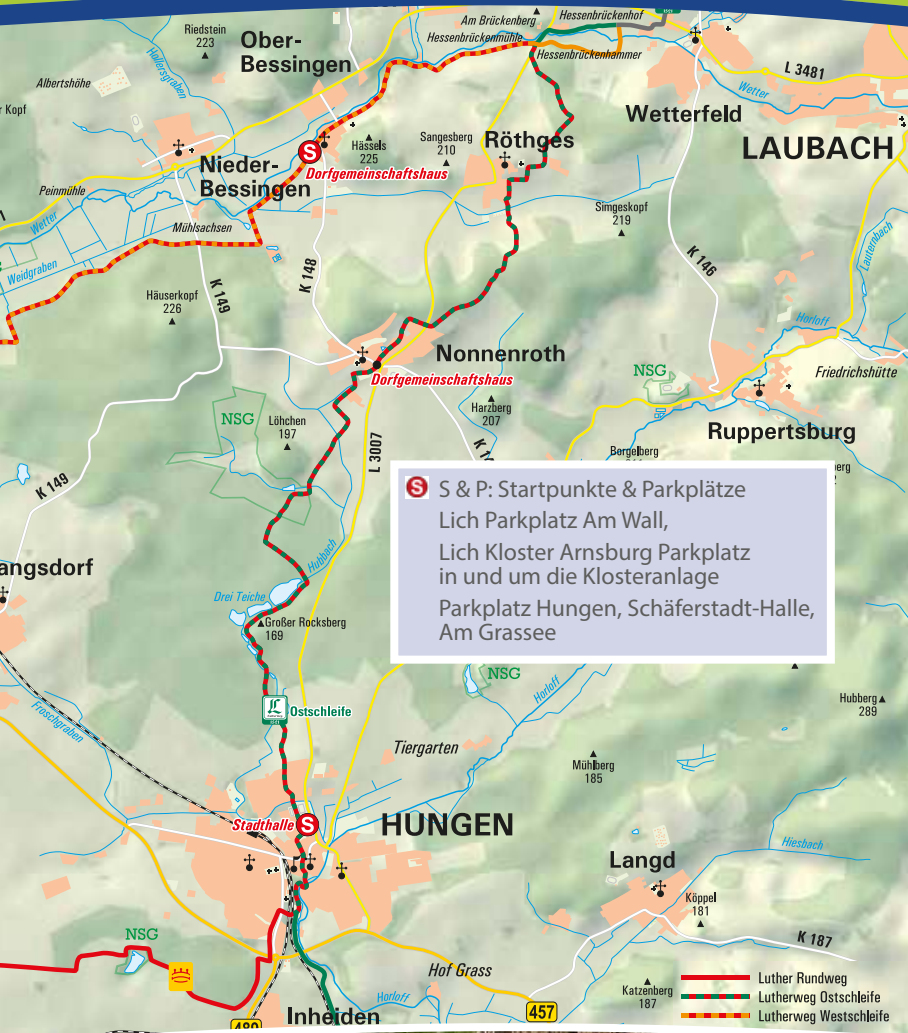 Am Brückenberg
Hessenbrückenhof
Hessenbrückenmühle
Hessenbrückenhammer
Riedstein
223
Ober-
Bessingen
Hollersgraben
Albertshöhe
r Kopf
L 3481
Wetter
Wetterfeld
LAUBACH
Hässels
225
Sangesberg
210
Röthges
S
Dorfgemeinschaftshaus
Nieder-
Bessingen
Peinmühle
Wetter
Mühlsachsen
Weidgraben
Simgeskopf
219
K 146
Lauternbach
K 148
K 149
Häuserkopf
226
Horloff
Friedrichshütte
Nonnenroth
Dorfgemeinschaftshaus
NSG
Harzberg
207
Ruppertsburg
NSG
Löhchen
197
L 3007
Borgelberg
berg
K 149
S
S & P: Startpunkte & Parkplätze
Lich Parkplatz Am Wall,
Lich Kloster Arnsburg Parkplatz
in und um die Klosteranlage
Parkplatz Hungen, Schäferstadt-Halle,
Am Grassee
angsdorf
Hubbach
Drei Teiche
Großer Rocksberg
169
NSG
Horloff
Hubberg
289
Froschgraben
L
Ostschleife
Tiergarten
Mühlberg
185
Stadthalle
S
HUNGEN
Hiesbach
Langd
Köppel
181
K 187
NSG
Hof Grass
Katzenberg
187
Horloff
Inheiden
489
457
Luther Rundweg
Lutherweg Ostschleife
Lutherweg Westschleife